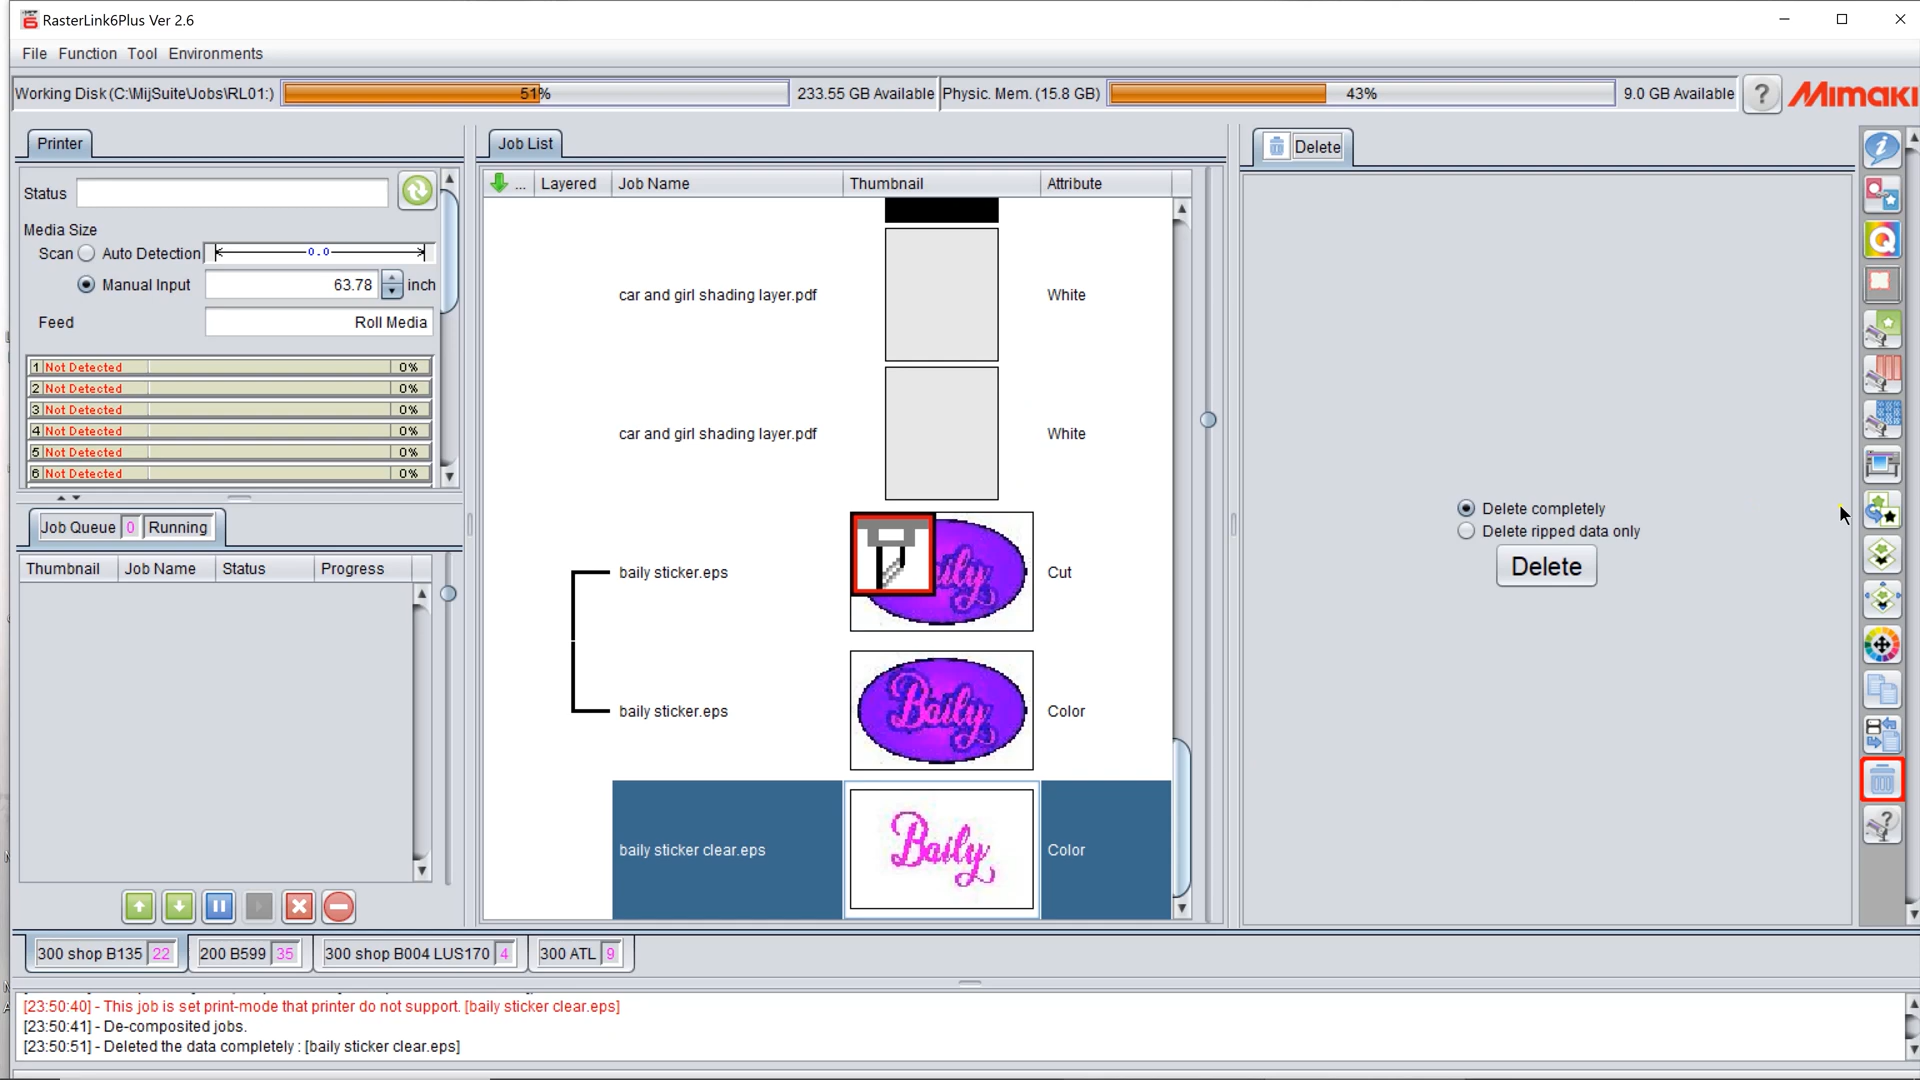 RasterLink6Plus Ver 2.6
File Function Tool Environments
Working Disk(C:\MijSuite\Jobs\RL01:) 51% 233.55 GB Available Physic. Mem. (15.8 GB) 43% 9.0 GB Available ? Mimaki
Printer
Job List
Delete
Status
Media Size
Scan Auto Detection 0.0
Manual Input 63.78 inch
Feed Roll Media
1 Not Detected 0%
2 Not Detected 0%
3 Not Detected 0%
4 Not Detected 0%
5 Not Detected 0%
6 Not Detected 0%
Job Queue 0 Running
Thumbnail Job Name Status Progress
... Layered Job Name Thumbnail Attribute
car and girl shading layer.pdf White
car and girl shading layer.pdf White
baily sticker.eps Cut
baily sticker.eps Baily Color
baily sticker clear.eps Baily Color
Delete completely
Delete ripped data only
Delete
300 shop B135 22 200 B599 35 300 shop B004 LUS170 4 300 ATL 9
[23:50:40] - This job is set print-mode that printer do not support. [baily sticker clear.eps]
[23:50:41] - De-composited jobs.
[23:50:51] - Deleted the data completely : [baily sticker clear.eps]